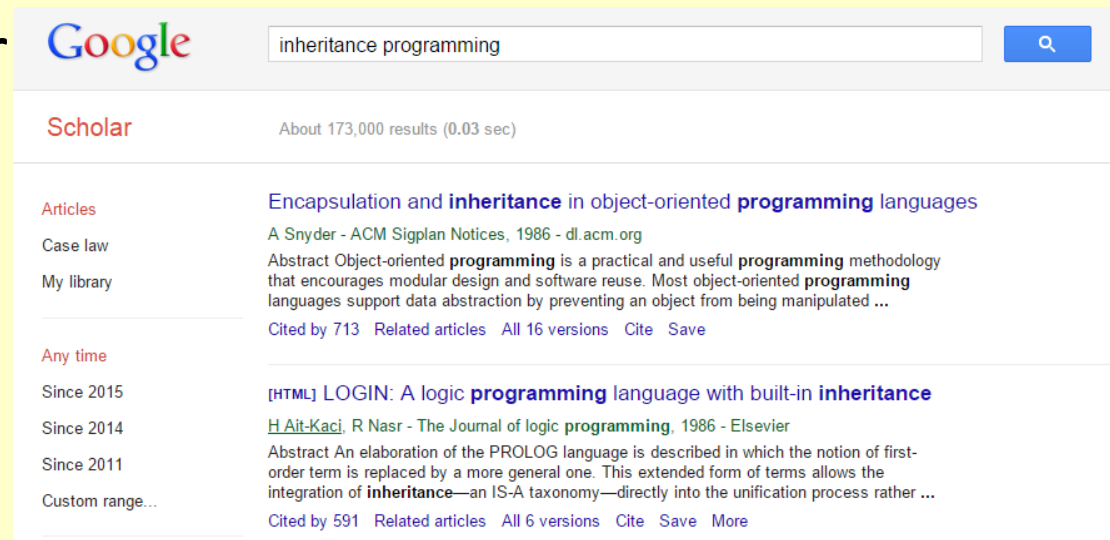 r
Google
inheritance programming
Scholar
About 173,000 results (0.03 sec)
Articles
Case law
My library
Any time
Since 2015
Since 2014
Since 2011
Custom range...
Encapsulation and inheritance in object-oriented programming languages
A Snyder - ACM Sigplan Notices, 1986 - dl.acm.org
Abstract Object-oriented programming is a practical and useful programming methodology
that encourages modular design and software reuse. Most object-oriented programming
languages support data abstraction by preventing an object from being manipulated ...
Cited by 713 Related articles All 16 versions Cite Save
[HTML] LOGIN: A logic programming language with built-in inheritance
H Ait-Kaci, R Nasr - The Journal of logic programming, 1986 - Elsevier
Abstract An elaboration of the PROLOG language is described in which the notion of first-
order term is replaced by a more general one. This extended form of terms allows the
integration of inheritance—an IS-A taxonomy—directly into the unification process rather ...
Cited by 591 Related articles All 6 versions Cite Save More